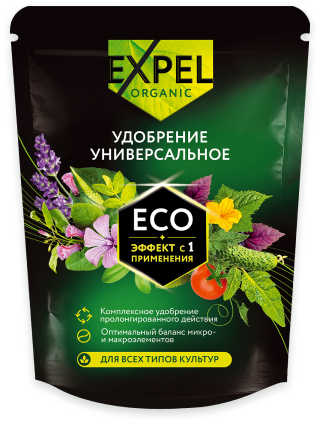 EXPEL
ORGANIC
УДОБРЕНИЕ
УНИВЕРСАЛЬНОЕ
ECO
ЭФФЕКТ с 1
ПРИМЕНЕНИЯ
Комплексное удобрение
пролонгированного действия
Оптимальный баланс микро-
и макроэлементов
ДЛЯ ВСЕХ ТИПОВ КУЛЬТУР